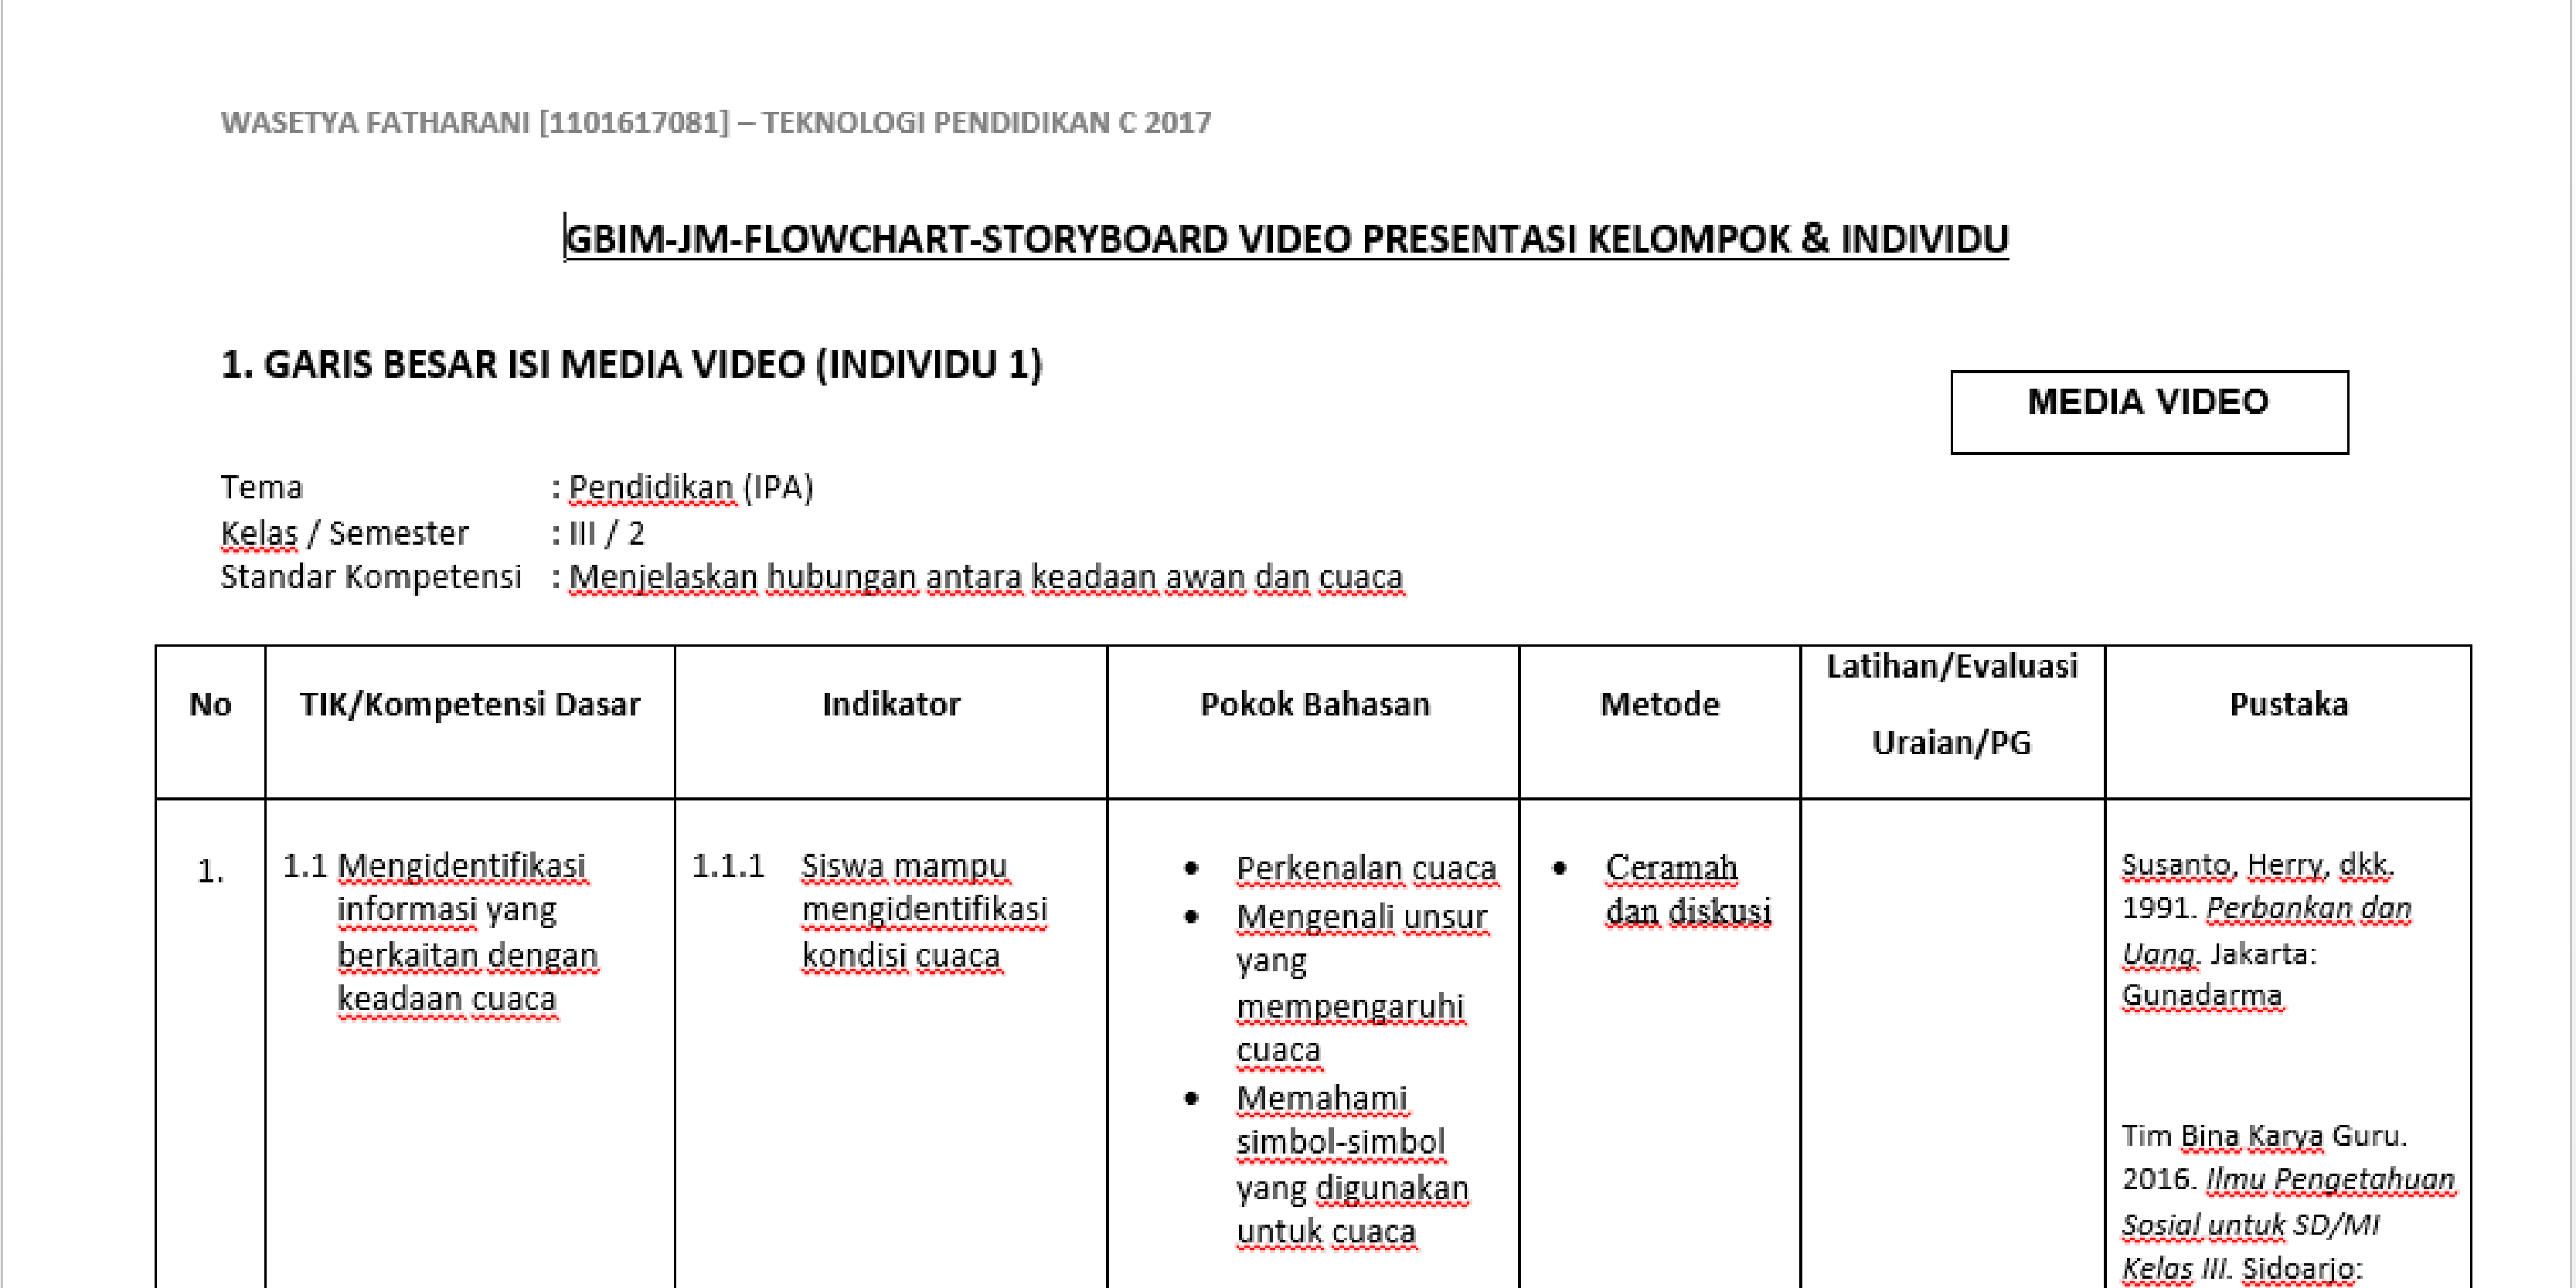 WASETYA FATHARANI [1101617081] – TEKNOLOGI PENDIDIKAN C 2017
GBIM-JM-FLOWCHART-STORYBOARD VIDEO PRESENTASI KELOMPOK & INDIVIDU
1. GARIS BESAR ISI MEDIA VIDEO (INDIVIDU 1)
MEDIA VIDEO
Tema : Pendidikan (IPA)
Kelas / Semester : III / 2
Standar Kompetensi : Menjelaskan hubungan antara keadaan awan dan cuaca
No
TIK/Kompetensi Dasar
Indikator
Pokok Bahasan
Metode
Latihan/Evaluasi
Uraian/PG
Pustaka
1.
1.1 Mengidentifikasi
informasi yang
berkaitan dengan
keadaan cuaca
1.1.1 Siswa mampu
mengidentifikasi
kondisi cuaca
• Perkenalan cuaca
• Mengenali unsur
yang
mempengaruhi
cuaca
• Memahami
simbol-simbol
yang digunakan
untuk cuaca
• Ceramah
dan diskusi
Susanto, Herry, dkk.
1991. Perbankan dan
Uang. Jakarta:
Gunadarma
Tim Bina Karya Guru.
2016. Ilmu Pengetahuan
Sosial untuk SD/MI
Kelas III. Sidoarjo: